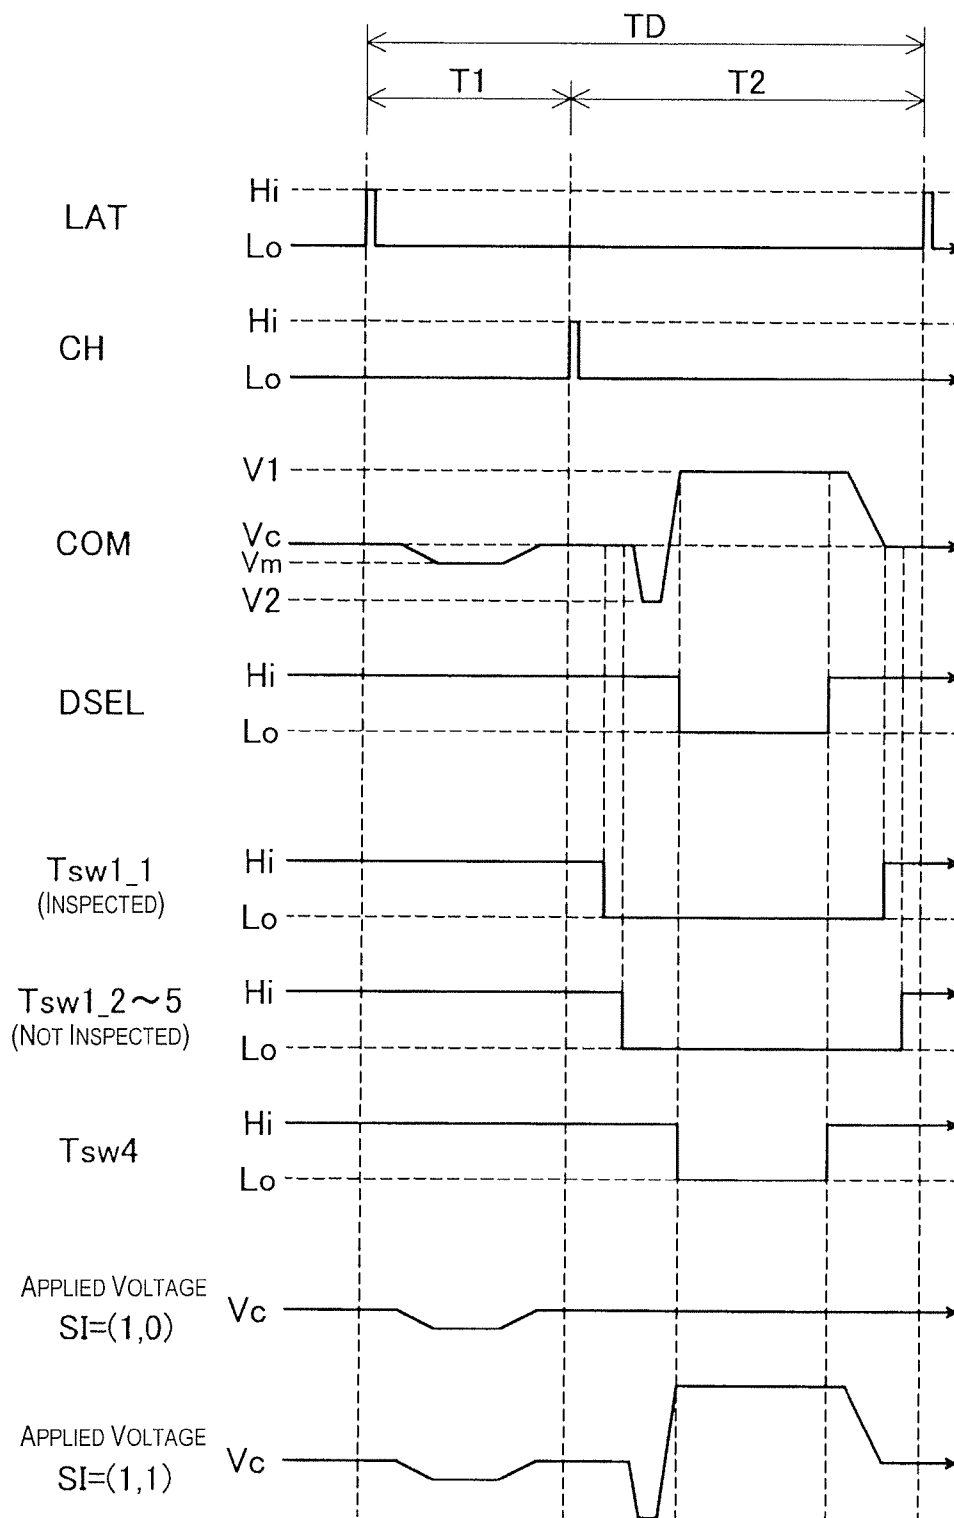 TD
T1 T2
Hi
LAT
Lo
Hi
CH
Lo
V1
Vc
COM
Vm
V2
Hi
DSEL
Lo
Hi
Tsw1_1
(INSPECTED)
Lo
Hi
Tsw1_2～5
(NOT INSPECTED)
Lo
Hi
Tsw4
Lo
APPLIED VOLTAGE
SI=(1,0)
Vc
APPLIED VOLTAGE
SI=(1,1)
Vc